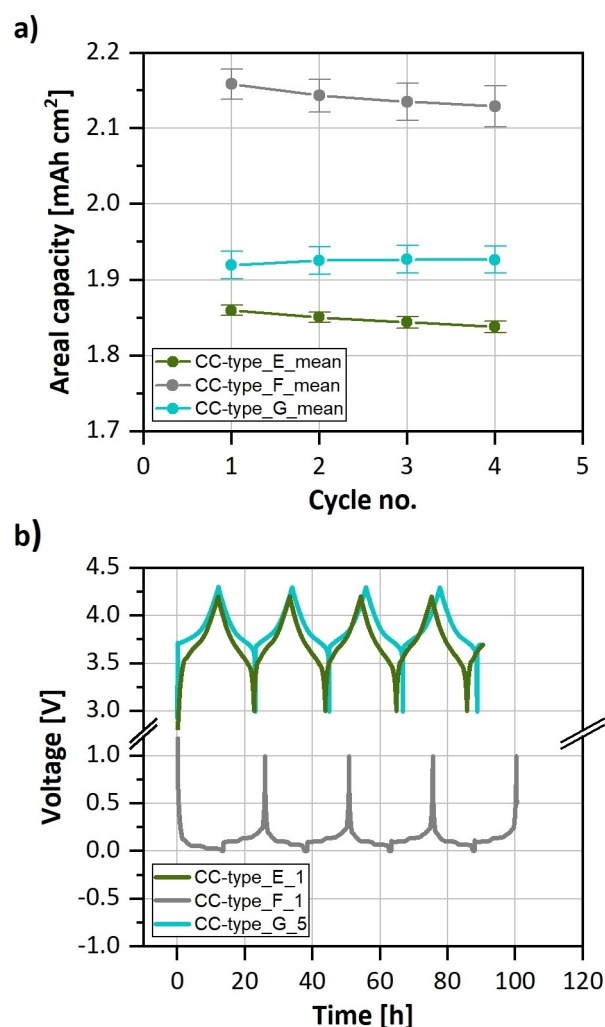 a)
2.2
2.1
2.0
1.9
1.8
1.7
Areal capacity [mAh cm²]
CC-type_E_mean
CC-type_F_mean
CC-type_G_mean
0 1 2 3 4 5
Cycle no.
b)
4.5
4.0
3.5
3.0
1.0
0.5
0.0
-0.5
-1.0
Voltage [V]
CC-type_E_1
CC-type_F_1
CC-type_G_5
0 20 40 60 80 100 120
Time [h]